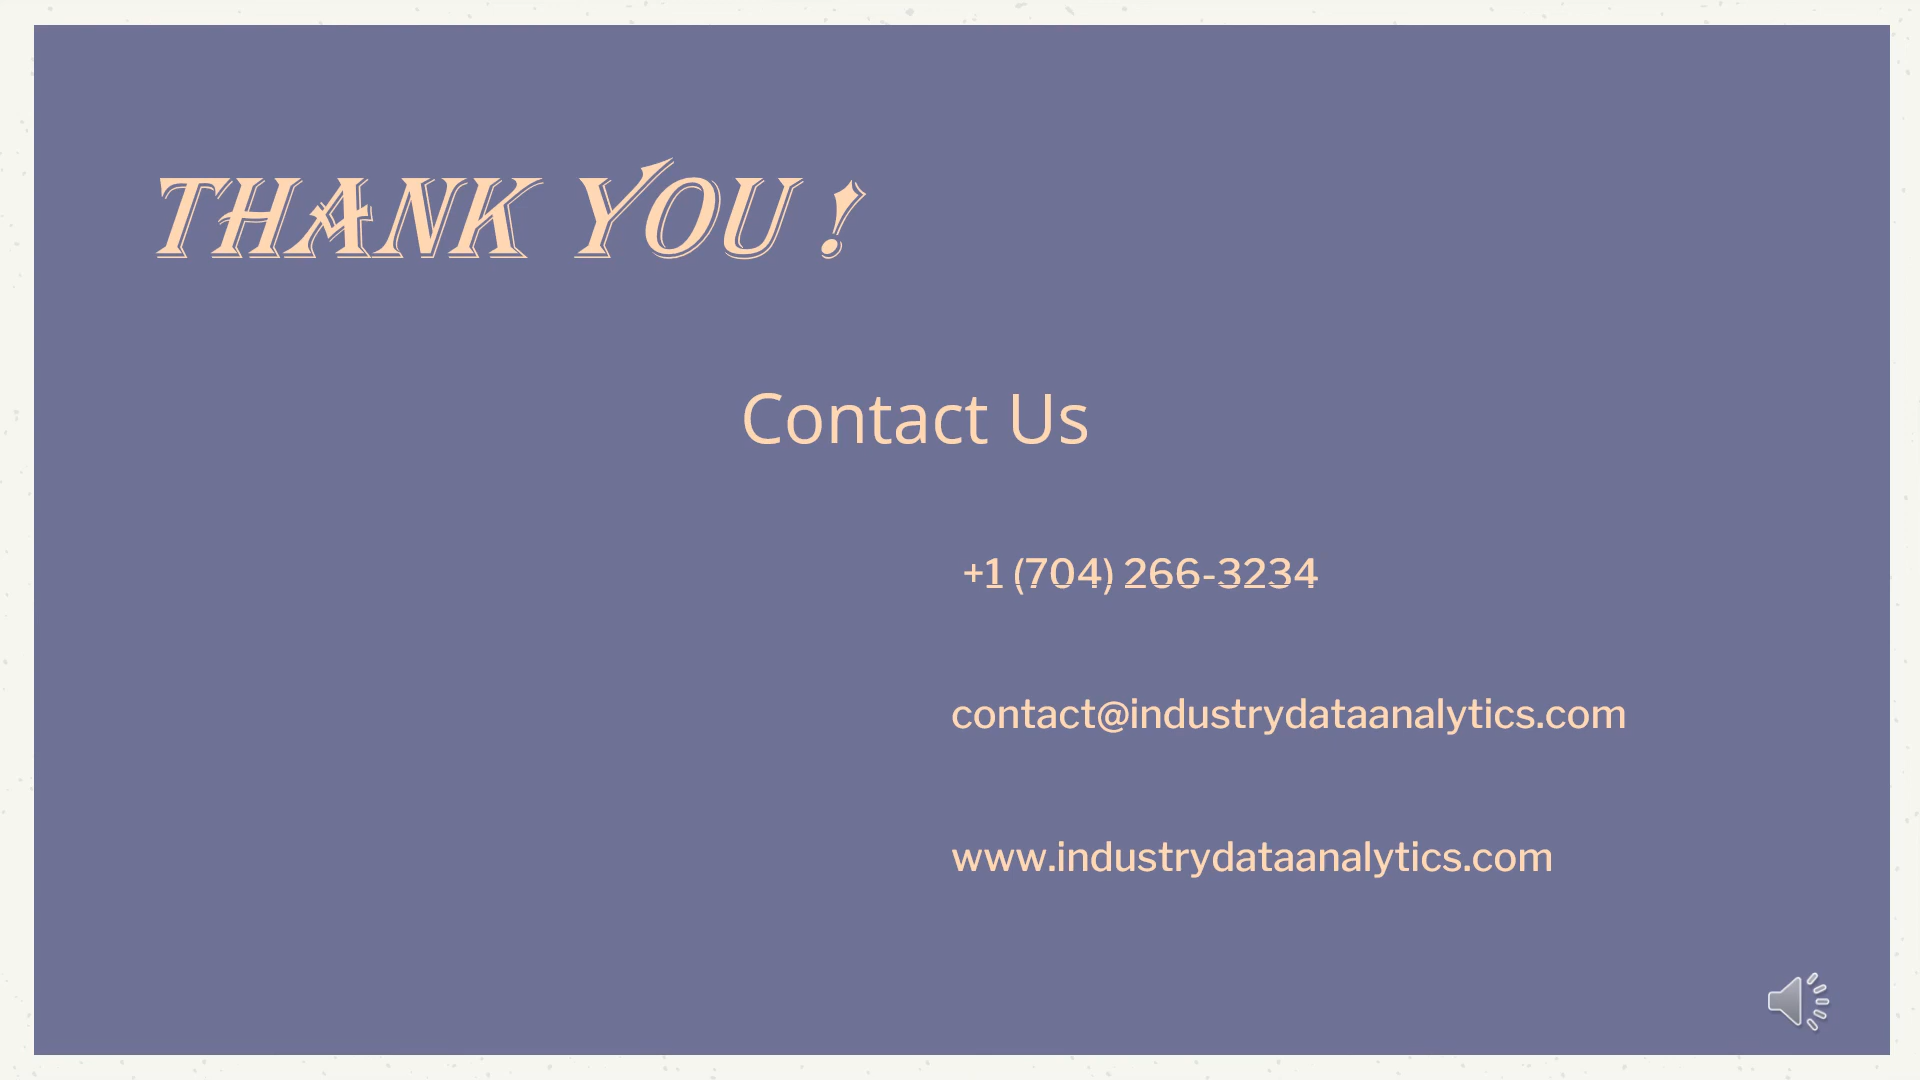 THANK YOU !
Contact Us
+1 (704) 266-3234
contact@industrydataanalytics.com
www.industrydataanalytics.com